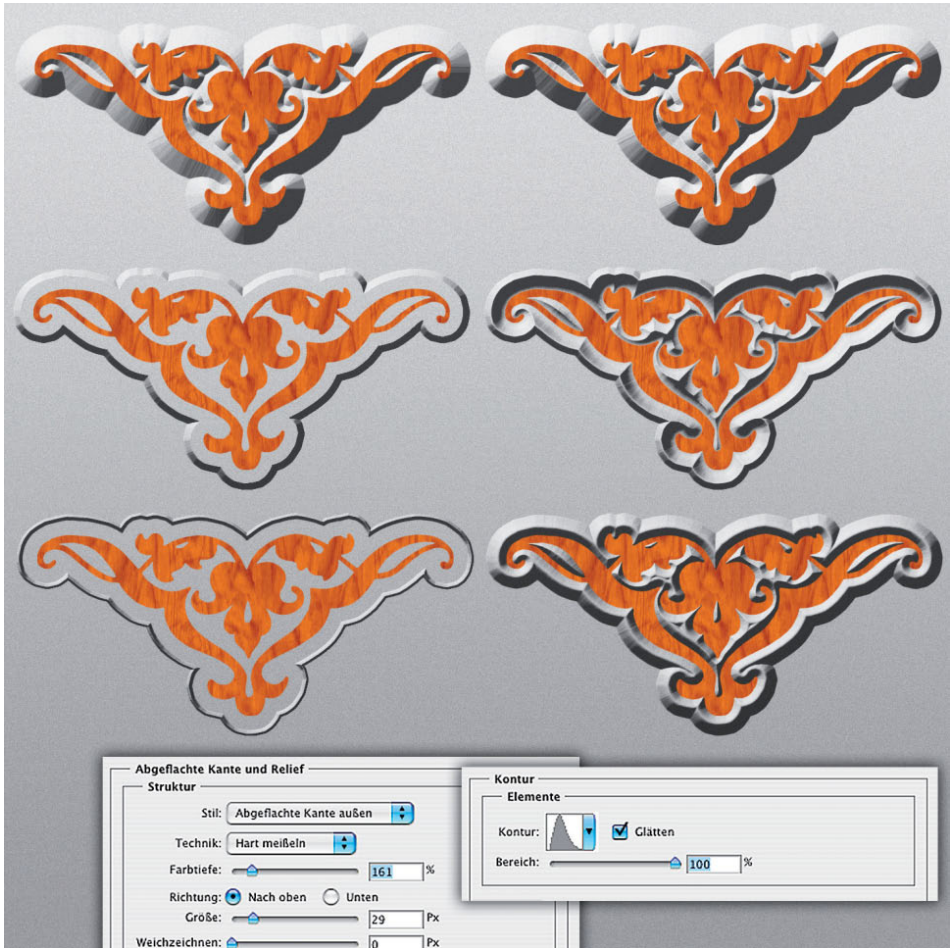 Abgeflachte Kante und Relief
Struktur
Stil: Abgeflachte Kante außen
Technik: Hart meißeln
Farbtiefe: 161 %
Richtung: Nach oben Unten
Größe: 29 Px
Weichzeichnen: 0 Px
Kontur
Elemente
Kontur: Glätten
Bereich: 100 %